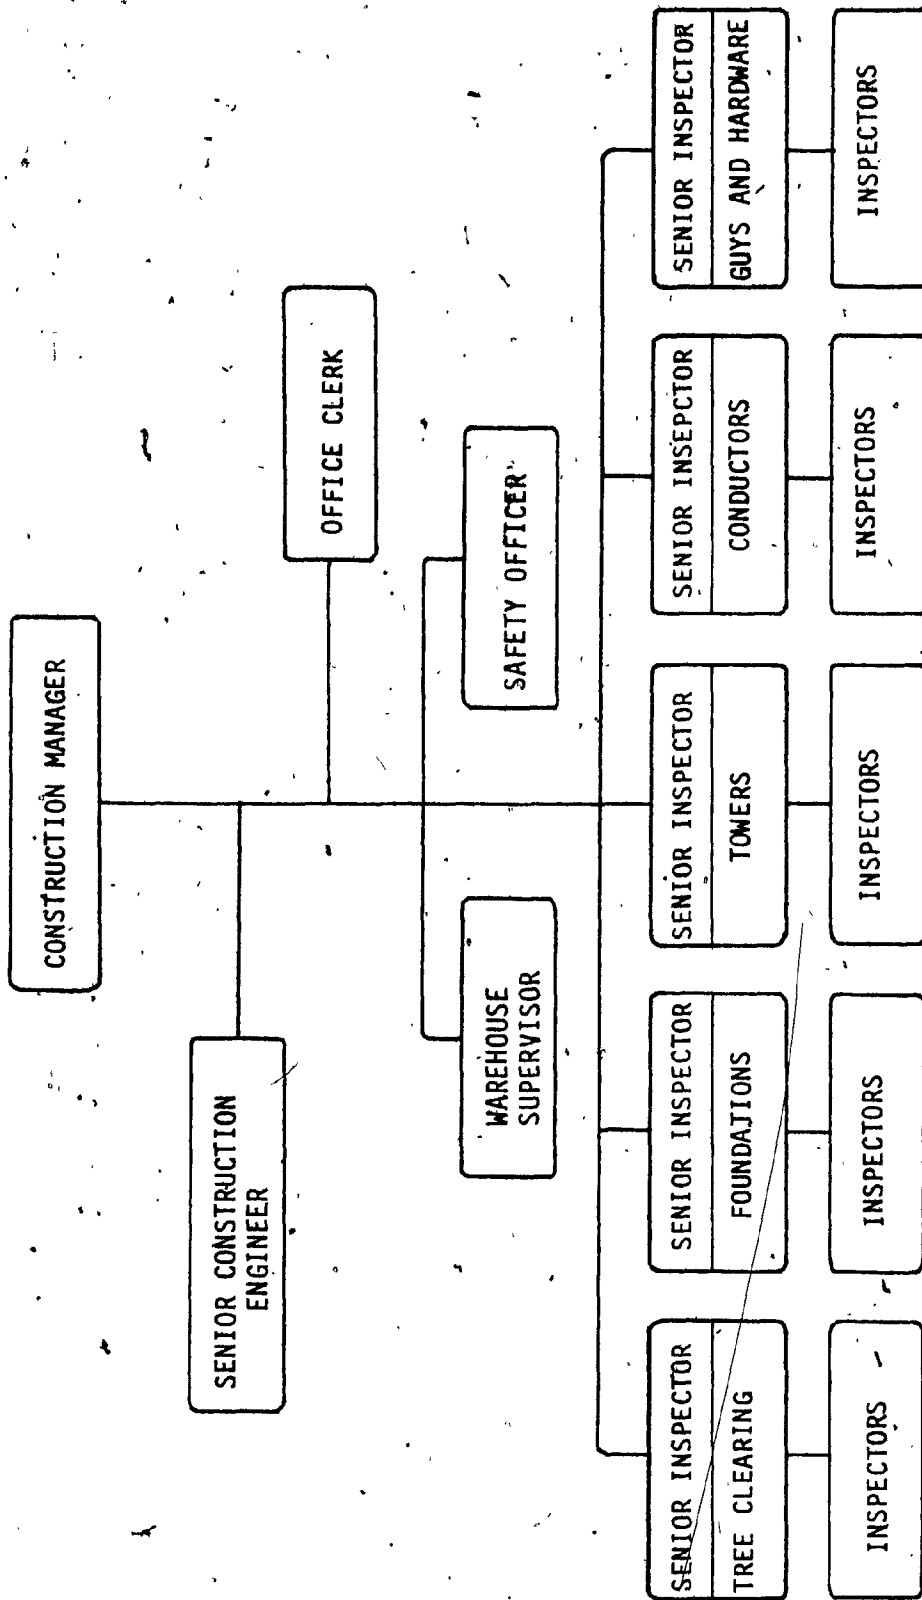 CONSTRUCTION MANAGER
SENIOR CONSTRUCTION
ENGINEER
OFFICE CLERK
WAREHOUSE
SUPERVISOR
SAFETY OFFICER
SENIOR INSPECTOR
TREE CLEARING
SENIOR INSPECTOR
FOUNDATIONS
SENIOR INSPECTOR
TOWERS
SENIOR INSEPCTOR
CONDUCTORS
SENIOR INSPECTOR
GUYS AND HARDWARE
INSPECTORS
INSPECTORS
INSPECTORS
INSPECTORS
INSPECTORS